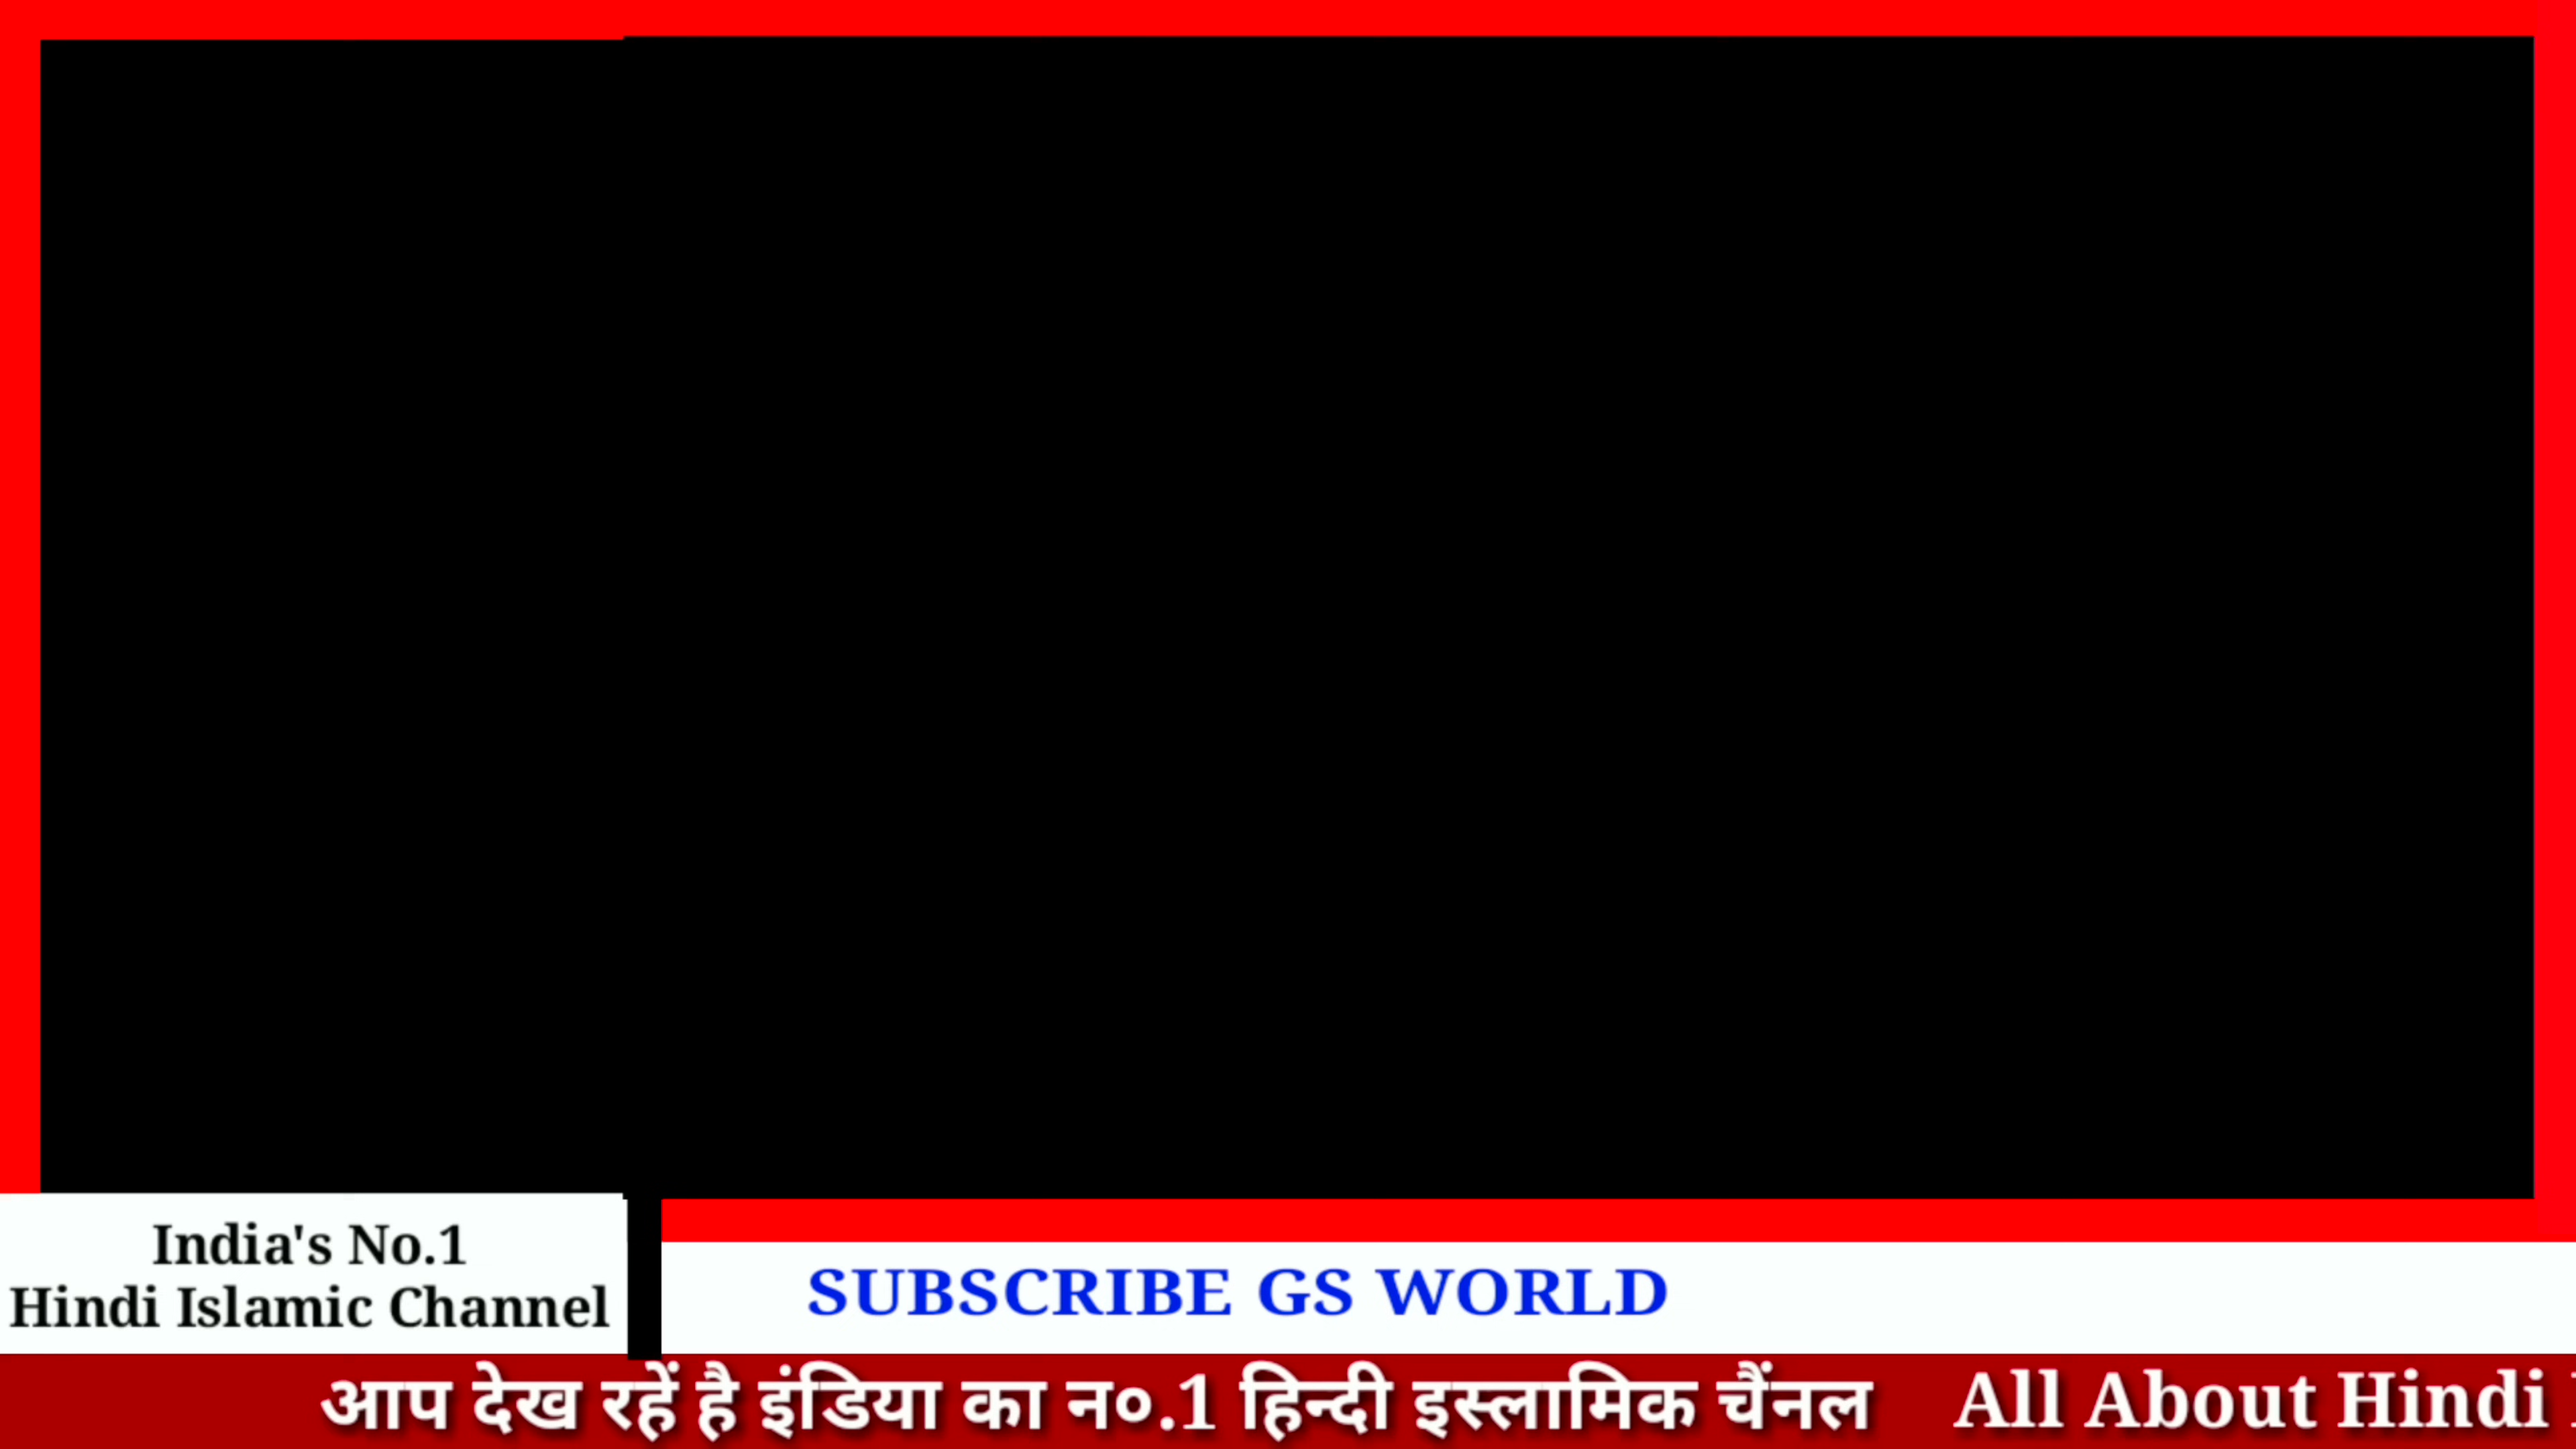 India's No.1
Hindi Islamic Channel
SUBSCRIBE GS WORLD
आप देख रहें है इंडिया का न०.1 हिन्दी इस्लामिक चैंनल All About Hindi